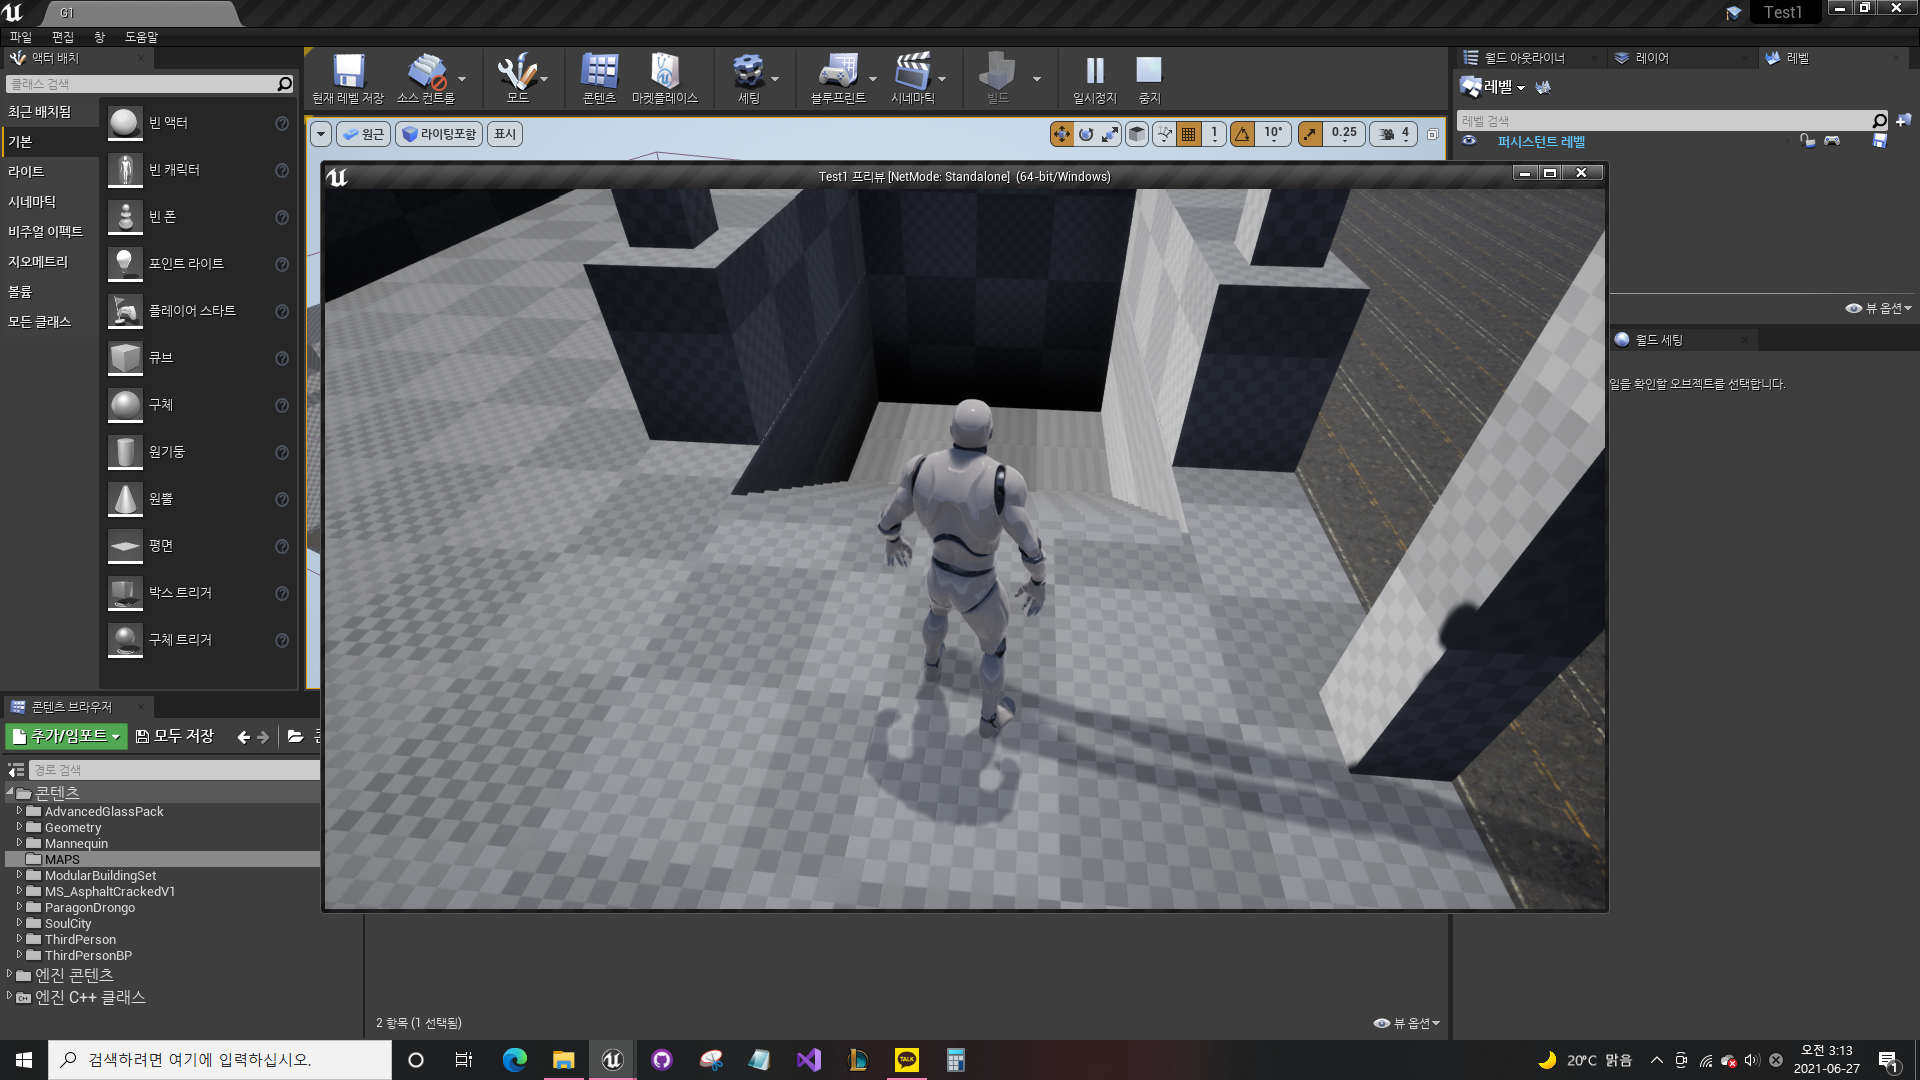 G1
Test1
파일 편집 창 도움말
액터 배치
클래스 검색
최근 배치됨
기본
라이트
시네마틱
비주얼 이펙트
지오메트리
볼륨
모든 클래스
빈 액터
빈 캐릭터
빈 폰
포인트 라이트
플레이어 스타트
큐브
구체
원기둥
원뿔
평면
박스 트리거
구체 트리거
현재 레벨 저장 소스 컨트롤 모드 콘텐츠 마켓플레이스 세팅 블루프린트 시네마틱 빌드 일시정지 중지
원근 라이팅포함 표시
1 10° 0.25 4
Test1 프리뷰 [NetMode: Standalone] (64-bit/Windows)
월드 아웃라이너 레이어 레벨
레벨
레벨 검색
퍼시스턴트 레벨
뷰 옵션
월드 세팅
일을 확인할 오브젝트를 선택합니다.
콘텐츠 브라우저
추가/임포트 모두 저장
경로 검색
콘텐츠
AdvancedGlassPack
Geometry
Mannequin
MAPS
ModularBuildingSet
MS_AsphaltCrackedV1
ParagonDrongo
SoulCity
ThirdPerson
ThirdPersonBP
엔진 콘텐츠
엔진 C++ 클래스
2 항목 (1 선택됨)
뷰 옵션
검색하려면 여기에 입력하십시오.
TALK
20°C 맑음
오전 3:13
2021-06-27
1